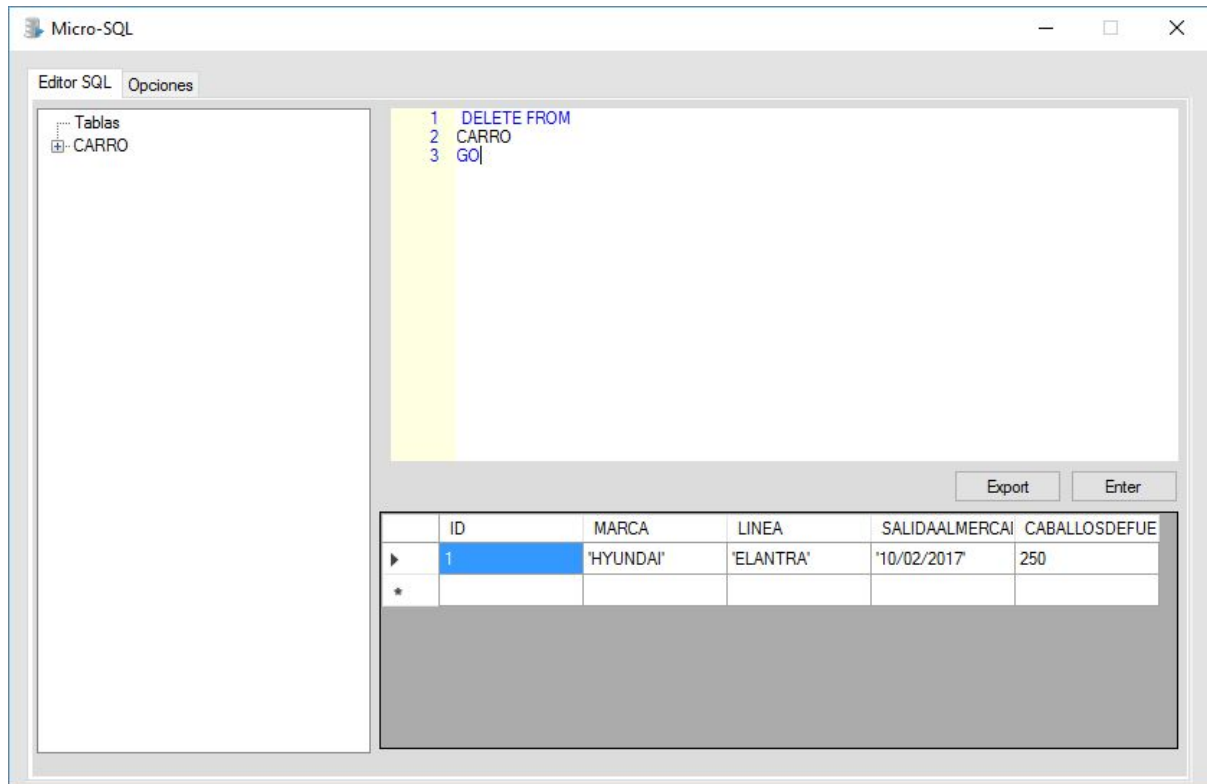 Micro-SQL
Editor SQL Opciones
Tablas
CARRO
1 DELETE FROM
2 CARRO
3 GO
Export Enter
ID MARCA LINEA SALIDAALMERCAI CABALLOSDEFUE
1 'HYUNDAI' 'ELANTRA' '10/02/2017' 250